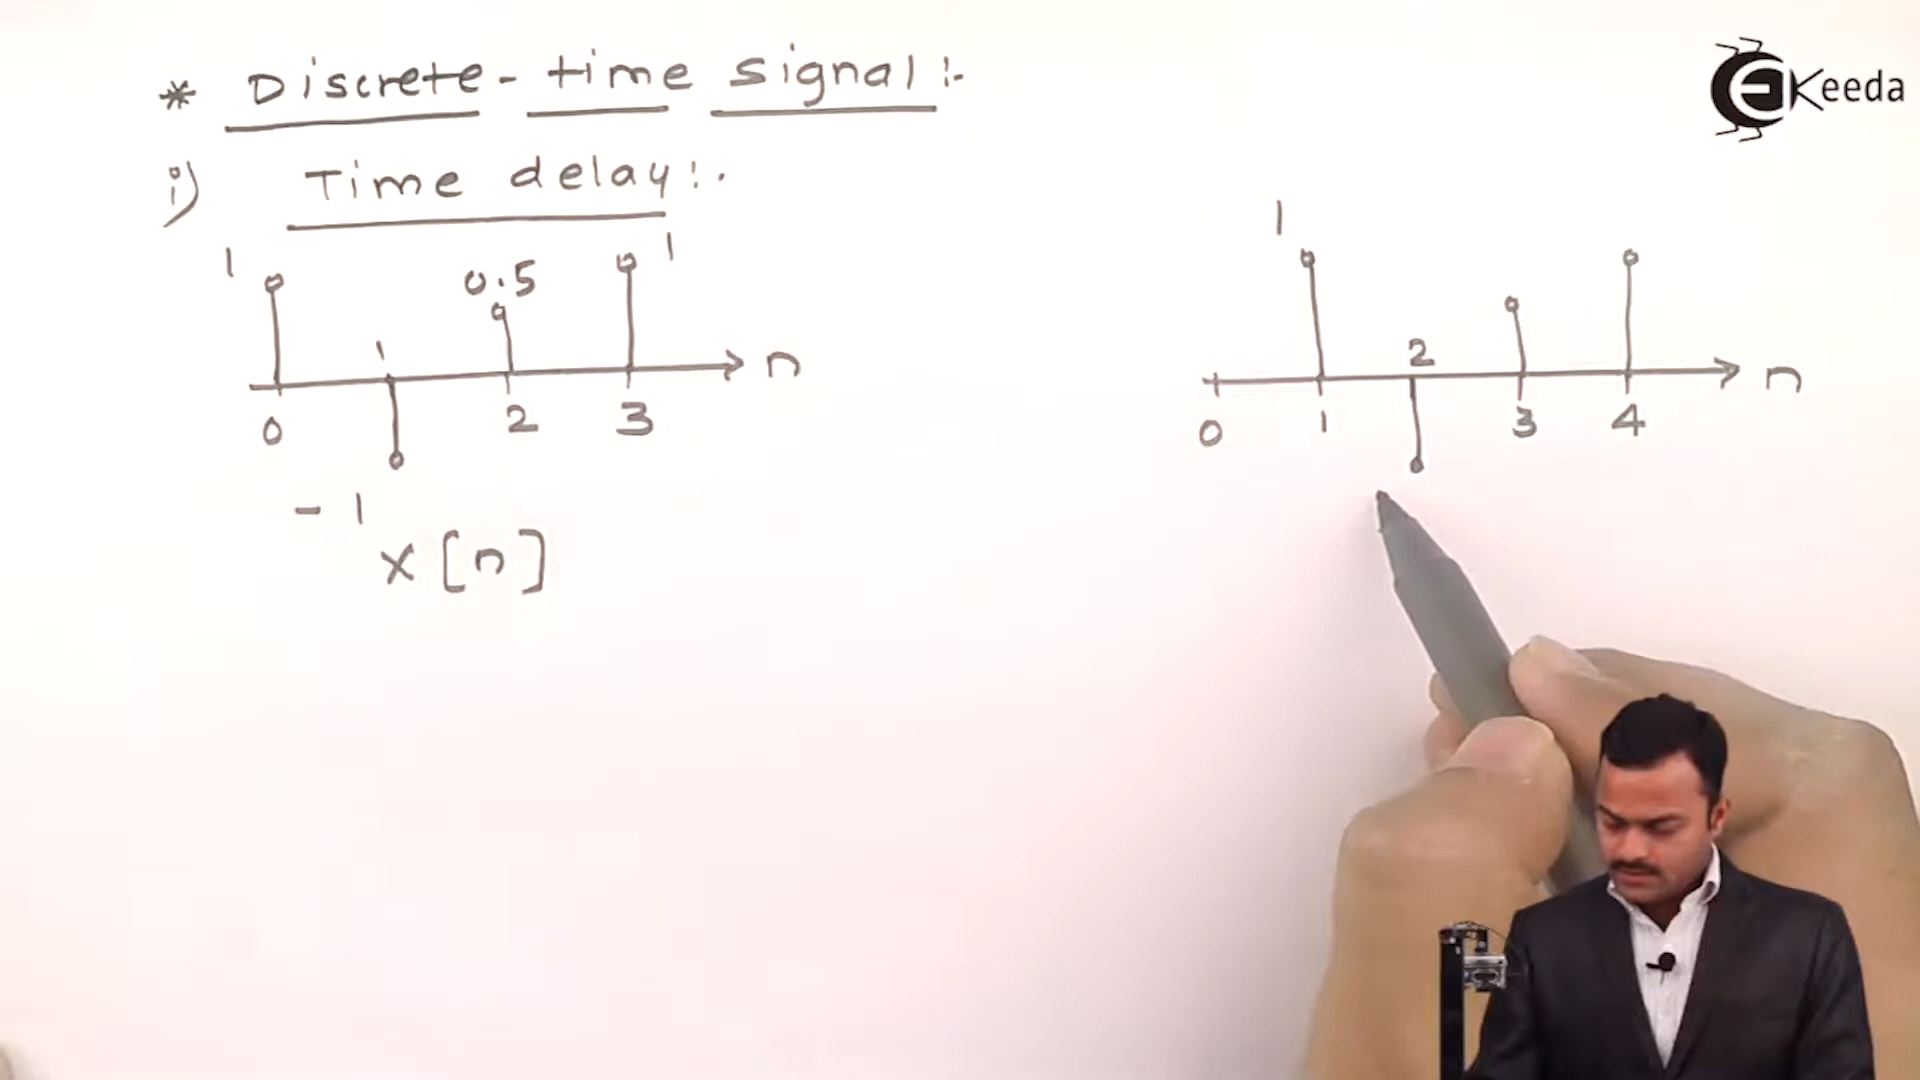 * Discrete-time signal:-
Keeda
i) Time delay:-
1 0.5 1
1 n
0 2 3
-1
x[n]
1
2 n
0 1 3 4